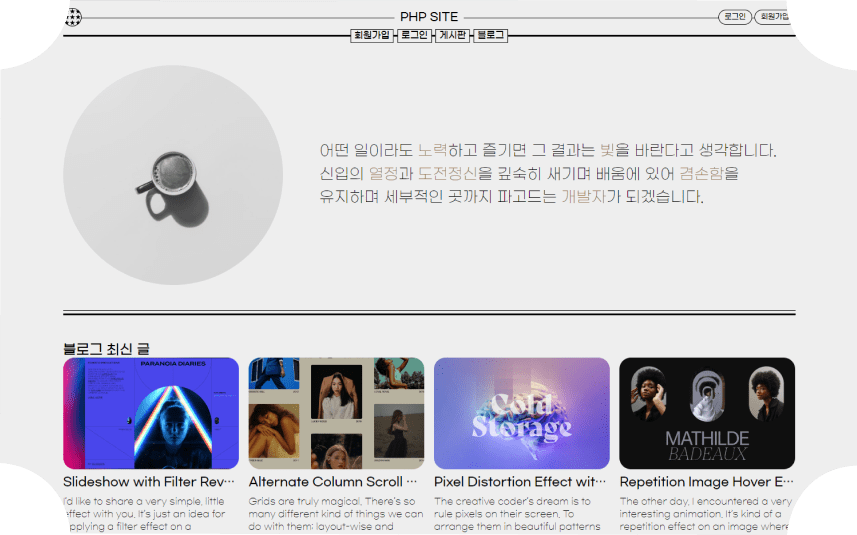 PHP SITE
로그인 회원가입
회원가입 로그인 게시판 블로그
어떤 일이라도 노력하고 즐기면 그 결과는 빛을 바란다고 생각합니다.
신입의 열정과 도전정신을 깊숙히 새기며 배움에 있어 겸손함을
유지하며 세부적인 곳까지 파고드는 개발자가 되겠습니다.
블로그 최신 글
PARANOIA DIARIES
Cold
Storage
MATHILDE
BADEAUX
Slideshow with Filter Rev...
I'd like to share a very simple, little
effect with you. It's just an idea for
applying a filter effect on a
Alternate Column Scroll ...
Grids are truly magical. There's so
many different kind of things we can
do with them: layout-wise and
Pixel Distortion Effect wit...
The creative coder's dream is to
rule pixels on their screen. To
arrange them in beautiful patterns
Repetition Image Hover E...
The other day, I encountered a very
interesting animation. It's kind of a
repetition effect on an image where